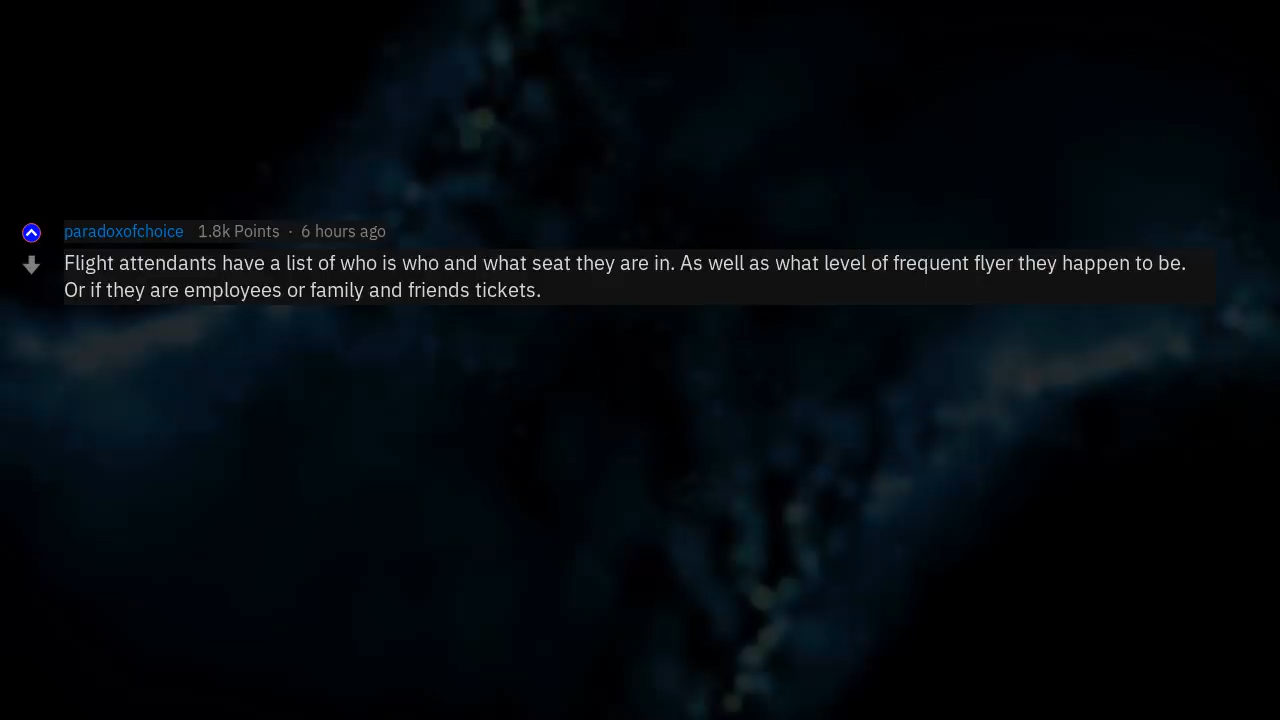 paradoxofchoice 1.8k Points · 6 hours ago
Flight attendants have a list of who is who and what seat they are in. As well as what level of frequent flyer they happen to be.
Or if they are employees or family and friends tickets.